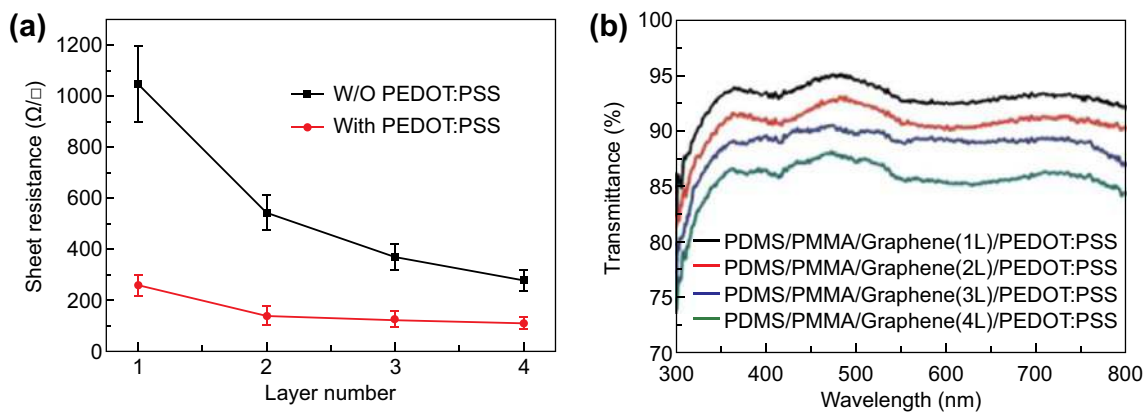 (a)
1200
1000
800
600
400
200
0
Sheet resistance (Ω/□)
W/O PEDOT:PSS
With PEDOT:PSS
1 2 3 4
Layer number
(b)
100
95
90
85
80
75
70
Transmittance (%)
PDMS/PMMA/Graphene(1L)/PEDOT:PSS
PDMS/PMMA/Graphene(2L)/PEDOT:PSS
PDMS/PMMA/Graphene(3L)/PEDOT:PSS
PDMS/PMMA/Graphene(4L)/PEDOT:PSS
300 400 500 600 700 800
Wavelength (nm)